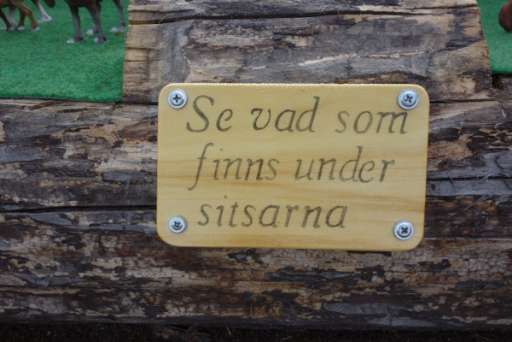 Se vad som
finns under
sitsarna